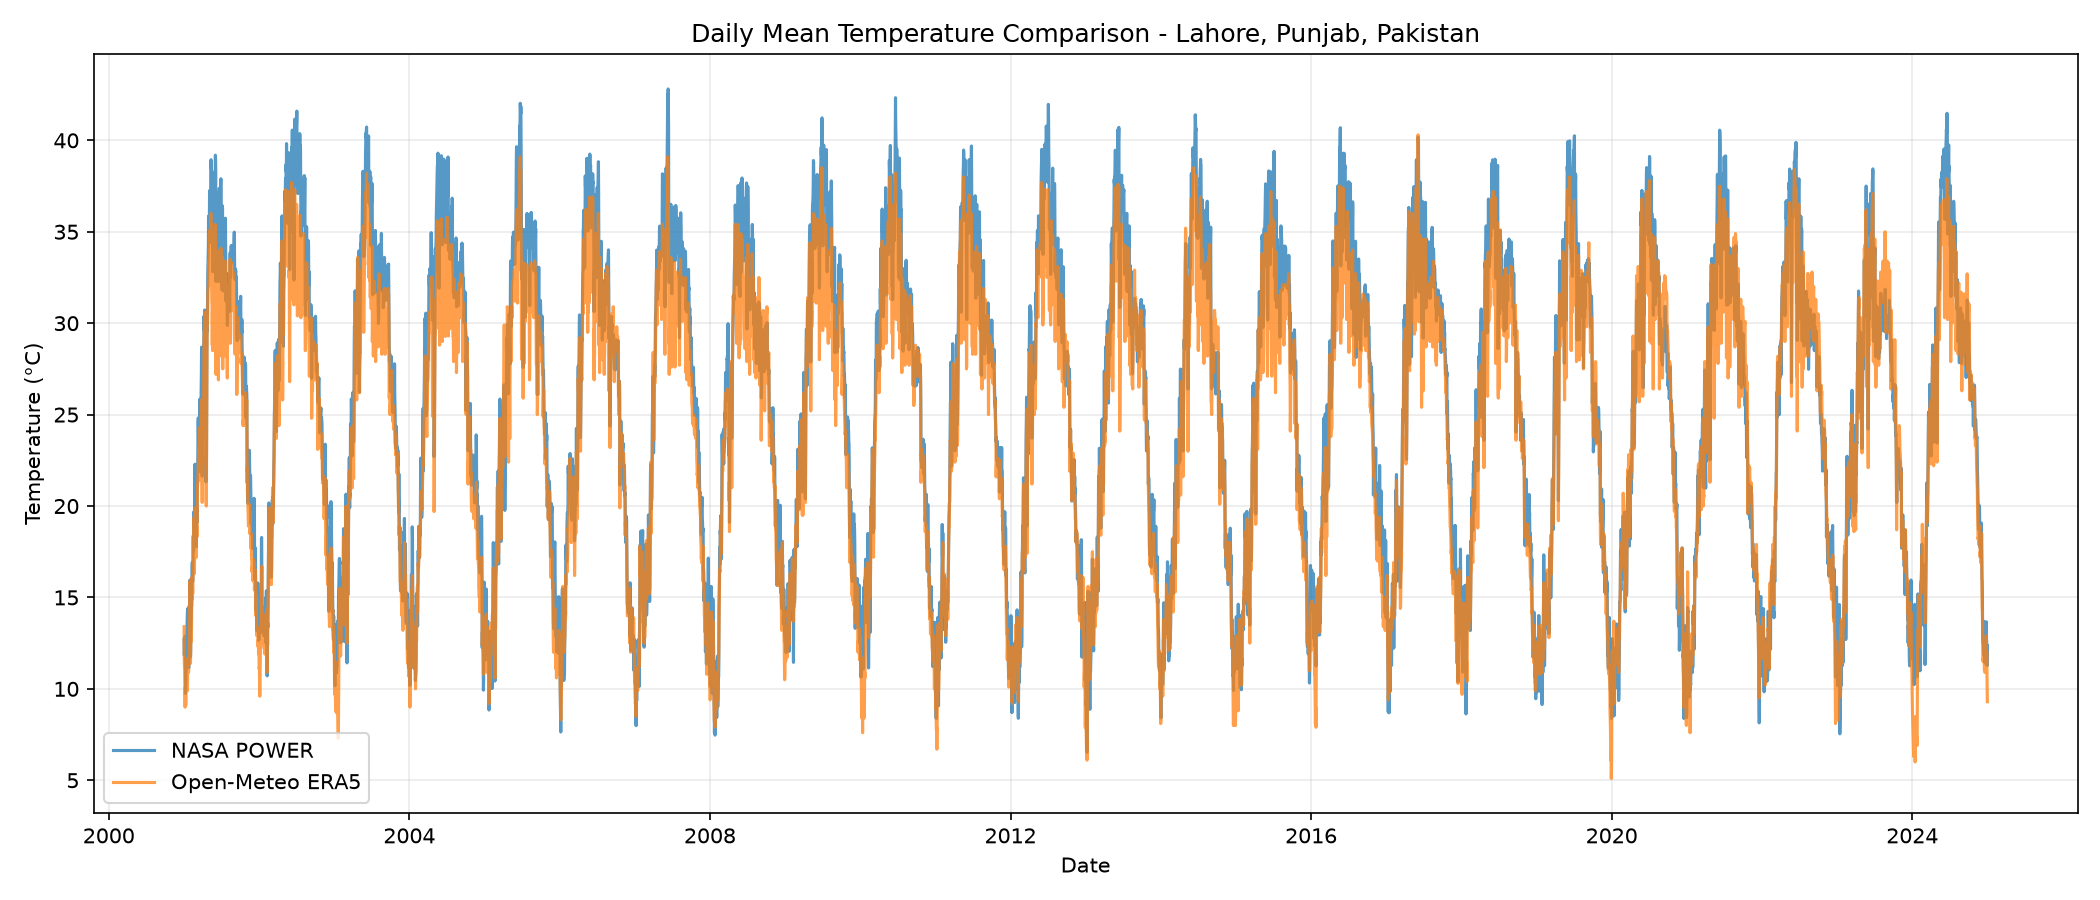 Daily Mean Temperature Comparison - Lahore, Punjab, Pakistan
Temperature (°C)
40
35
30
25
20
15
10
5
NASA POWER
Open-Meteo ERA5
2000 2004 2008 2012 2016 2020 2024
Date